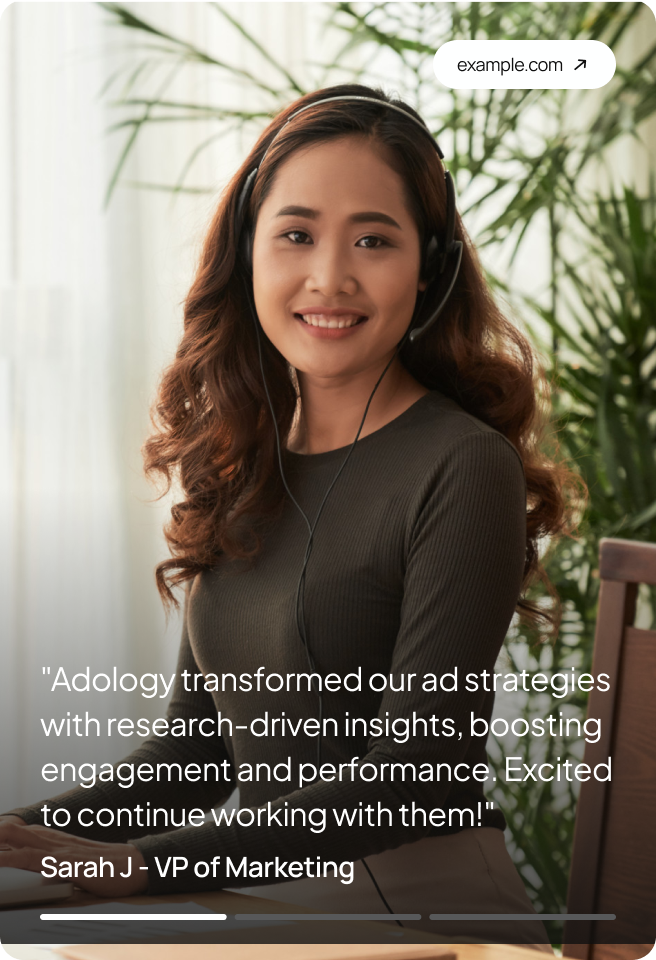 example.com
"Adology transformed our ad strategies
with research-driven insights, boosting
engagement and performance. Excited
to continue working with them!"
Sarah J - VP of Marketing